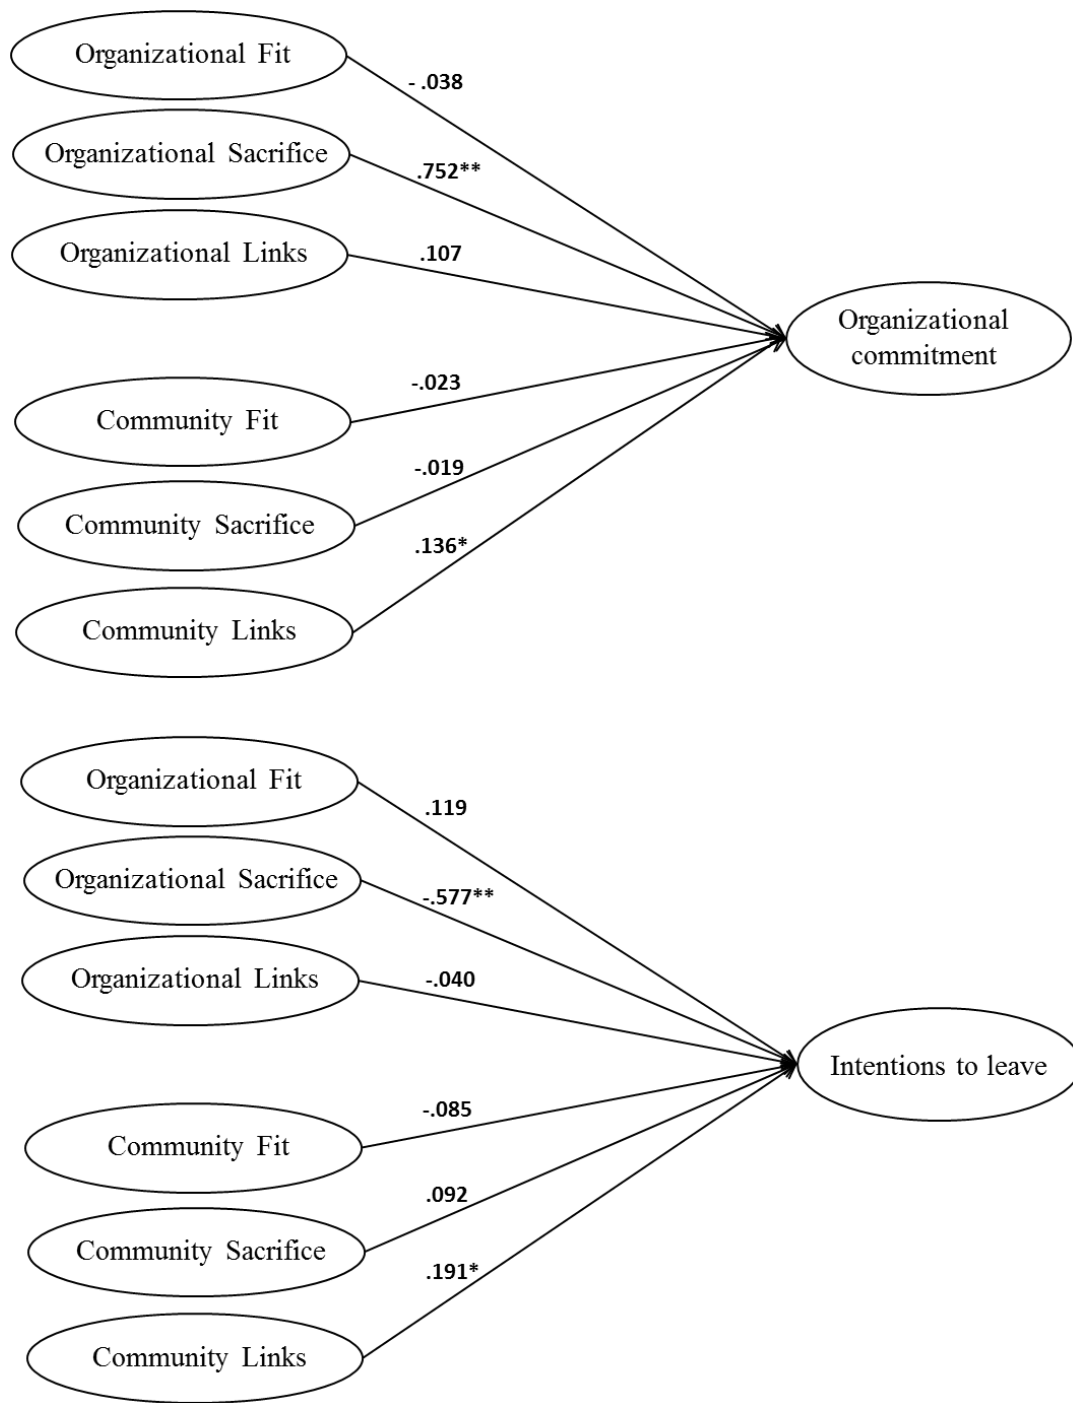 Organizational Fit
- .038
Organizational Sacrifice
.752**
Organizational Links
.107
Organizational
commitment
Community Fit
-.023
Community Sacrifice
-.019
Community Links
.136*
Organizational Fit
.119
Organizational Sacrifice
-.577**
Organizational Links
-.040
Intentions to leave
Community Fit
-.085
Community Sacrifice
.092
Community Links
.191*